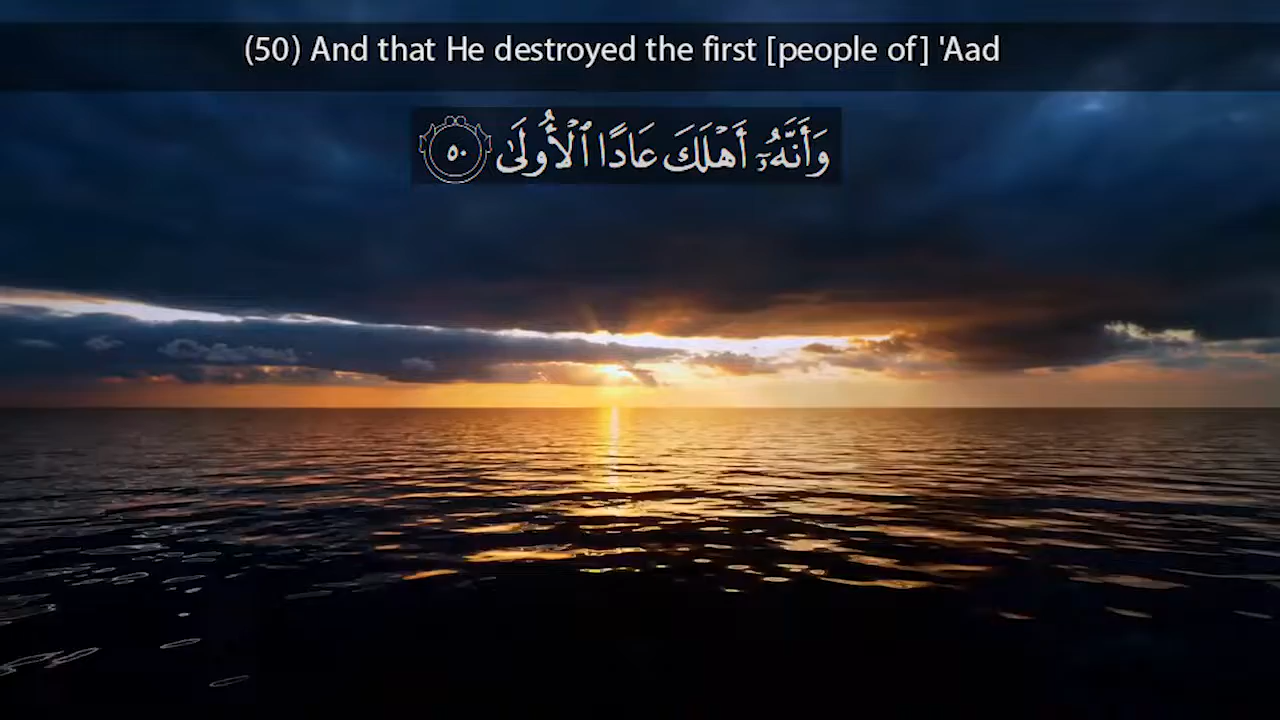 (50) And that He destroyed the first [people of] 'Aad
وَأَنَّهُۥٓ أَهْلَكَ عَادًا ٱلْأُولَىٰ ٥٠